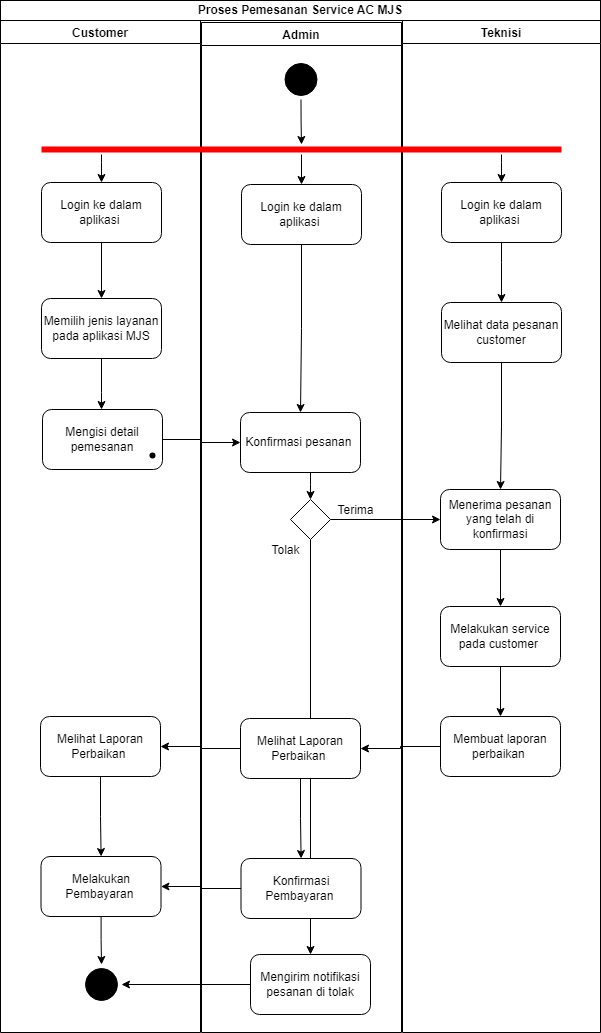 Proses Pemesanan Service AC MJS
Customer
Admin
Teknisi
Login ke dalam
aplikasi
Login ke dalam
aplikasi
Login ke dalam
aplikasi
Memilih jenis layanan
pada aplikasi MJS
Melihat data pesanan
customer
Mengisi detail
pemesanan
Konfirmasi pesanan
Terima
Tolak
Menerima pesanan
yang telah di
konfirmasi
Melakukan service
pada customer
Melihat Laporan
Perbaikan
Melihat Laporan
Perbaikan
Membuat laporan
perbaikan
Melakukan
Pembayaran
Konfirmasi
Pembayaran
Mengirim notifikasi
pesanan di tolak